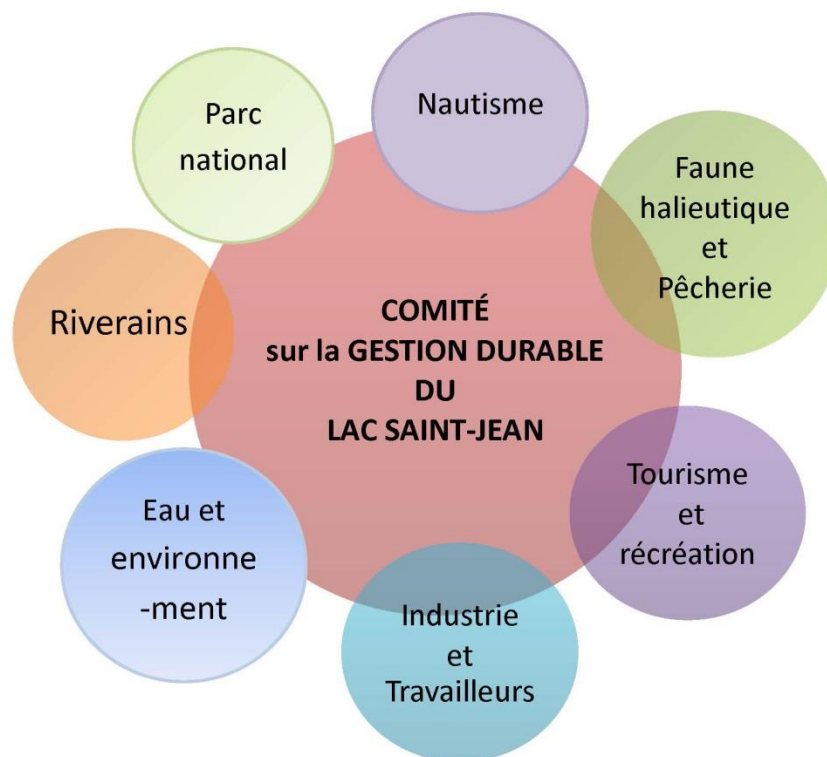 Parc
national
Nautisme
Faune
halieutique
et
Pêcherie
Riverains
COMITÉ
sur la GESTION DURABLE
DU
LAC SAINT-JEAN
Tourisme
et
récréation
Eau et
environne
-ment
Industrie
et
Travailleurs